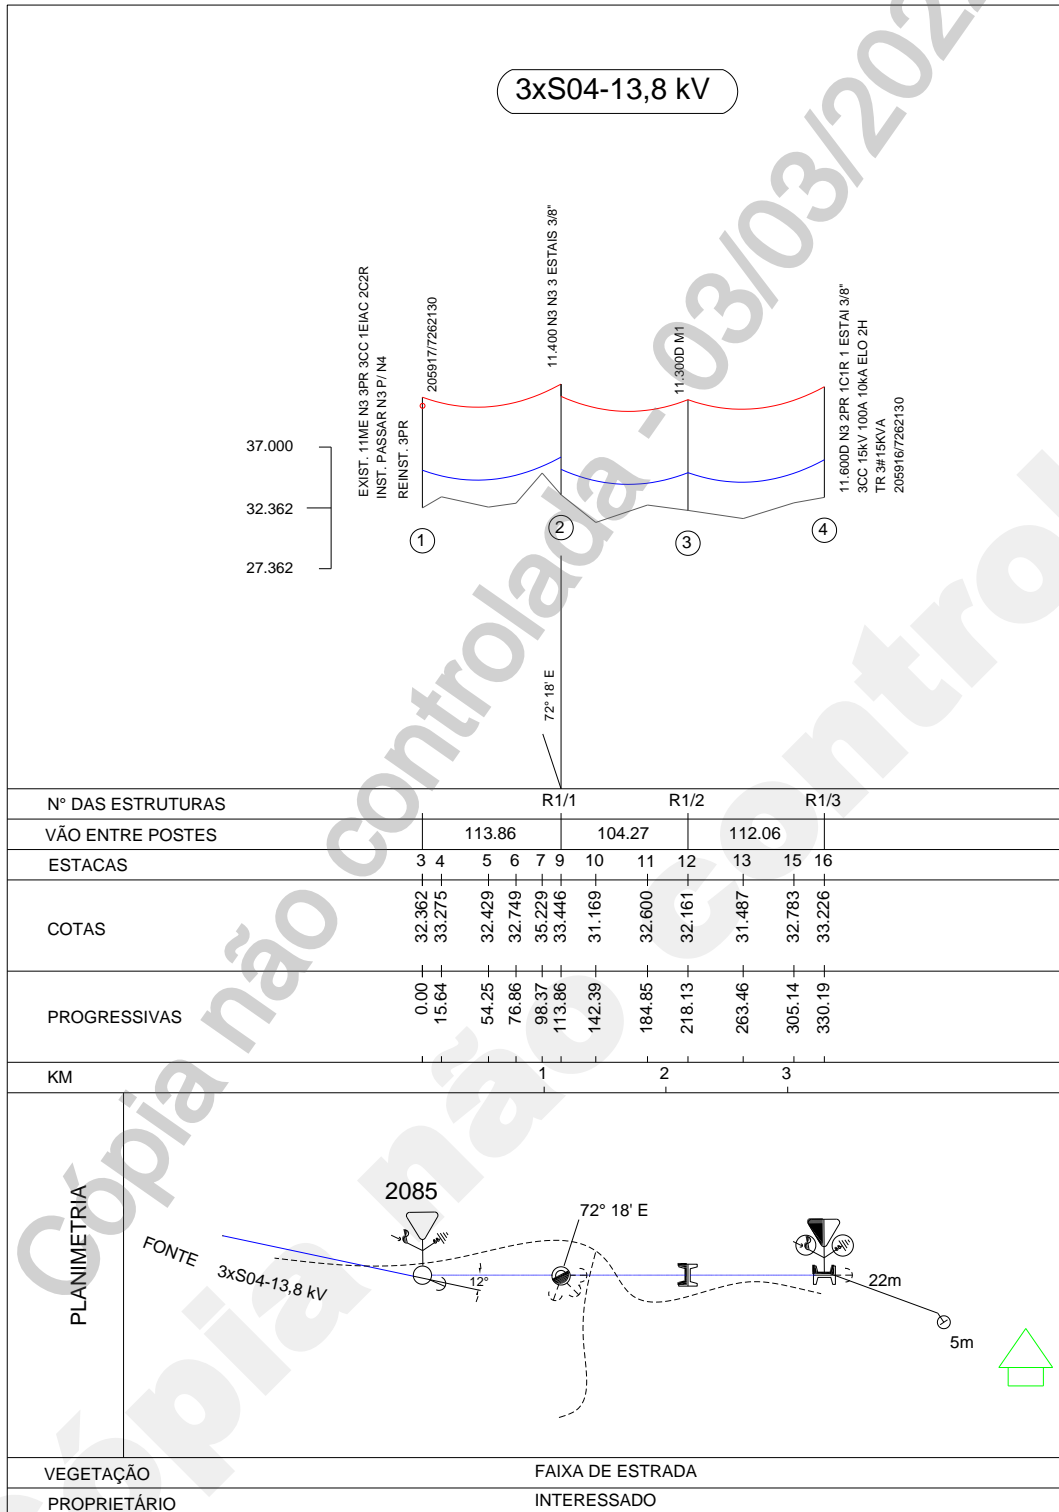 3xS04-13,8 kV
EXIST. 11ME N3 3PR 3CC 1EIAC 2C2R
INST. PASSAR N3 P/ N4
REINST. 3PR
205917/7262130
11.400 N3 N3 3 ESTAIS 3/8"
11.300D M1
11.600D N3 2PR 1C1R 1 ESTAI 3/8"
3CC 15kV 100A 10kA ELO 2H
TR 3#15KVA
205916/7262130
37.000
32.362
27.362
1
2
3
4
72° 18' E
N° DAS ESTRUTURAS R1/1 R1/2 R1/3
VÃO ENTRE POSTES 113.86 104.27 112.06
ESTACAS 3 4 5 6 7 9 10 11 12 13 15 16
COTAS 32.362 33.275 32.429 32.749 35.229 33.446 31.169 32.600 32.161 31.487 32.783 33.226
PROGRESSIVAS 0.00 15.64 54.25 76.86 98.37 113.86 142.39 184.85 218.13 263.46 305.14 330.19
KM 1 2 3
PLANIMETRIA
2085
72° 18' E
FONTE
3xS04-13,8 kV
12°
22m
5m
VEGETAÇÃO FAIXA DE ESTRADA
PROPRIETÁRIO INTERESSADO
Cópia não controlada - 03/03/202
Cópia não control